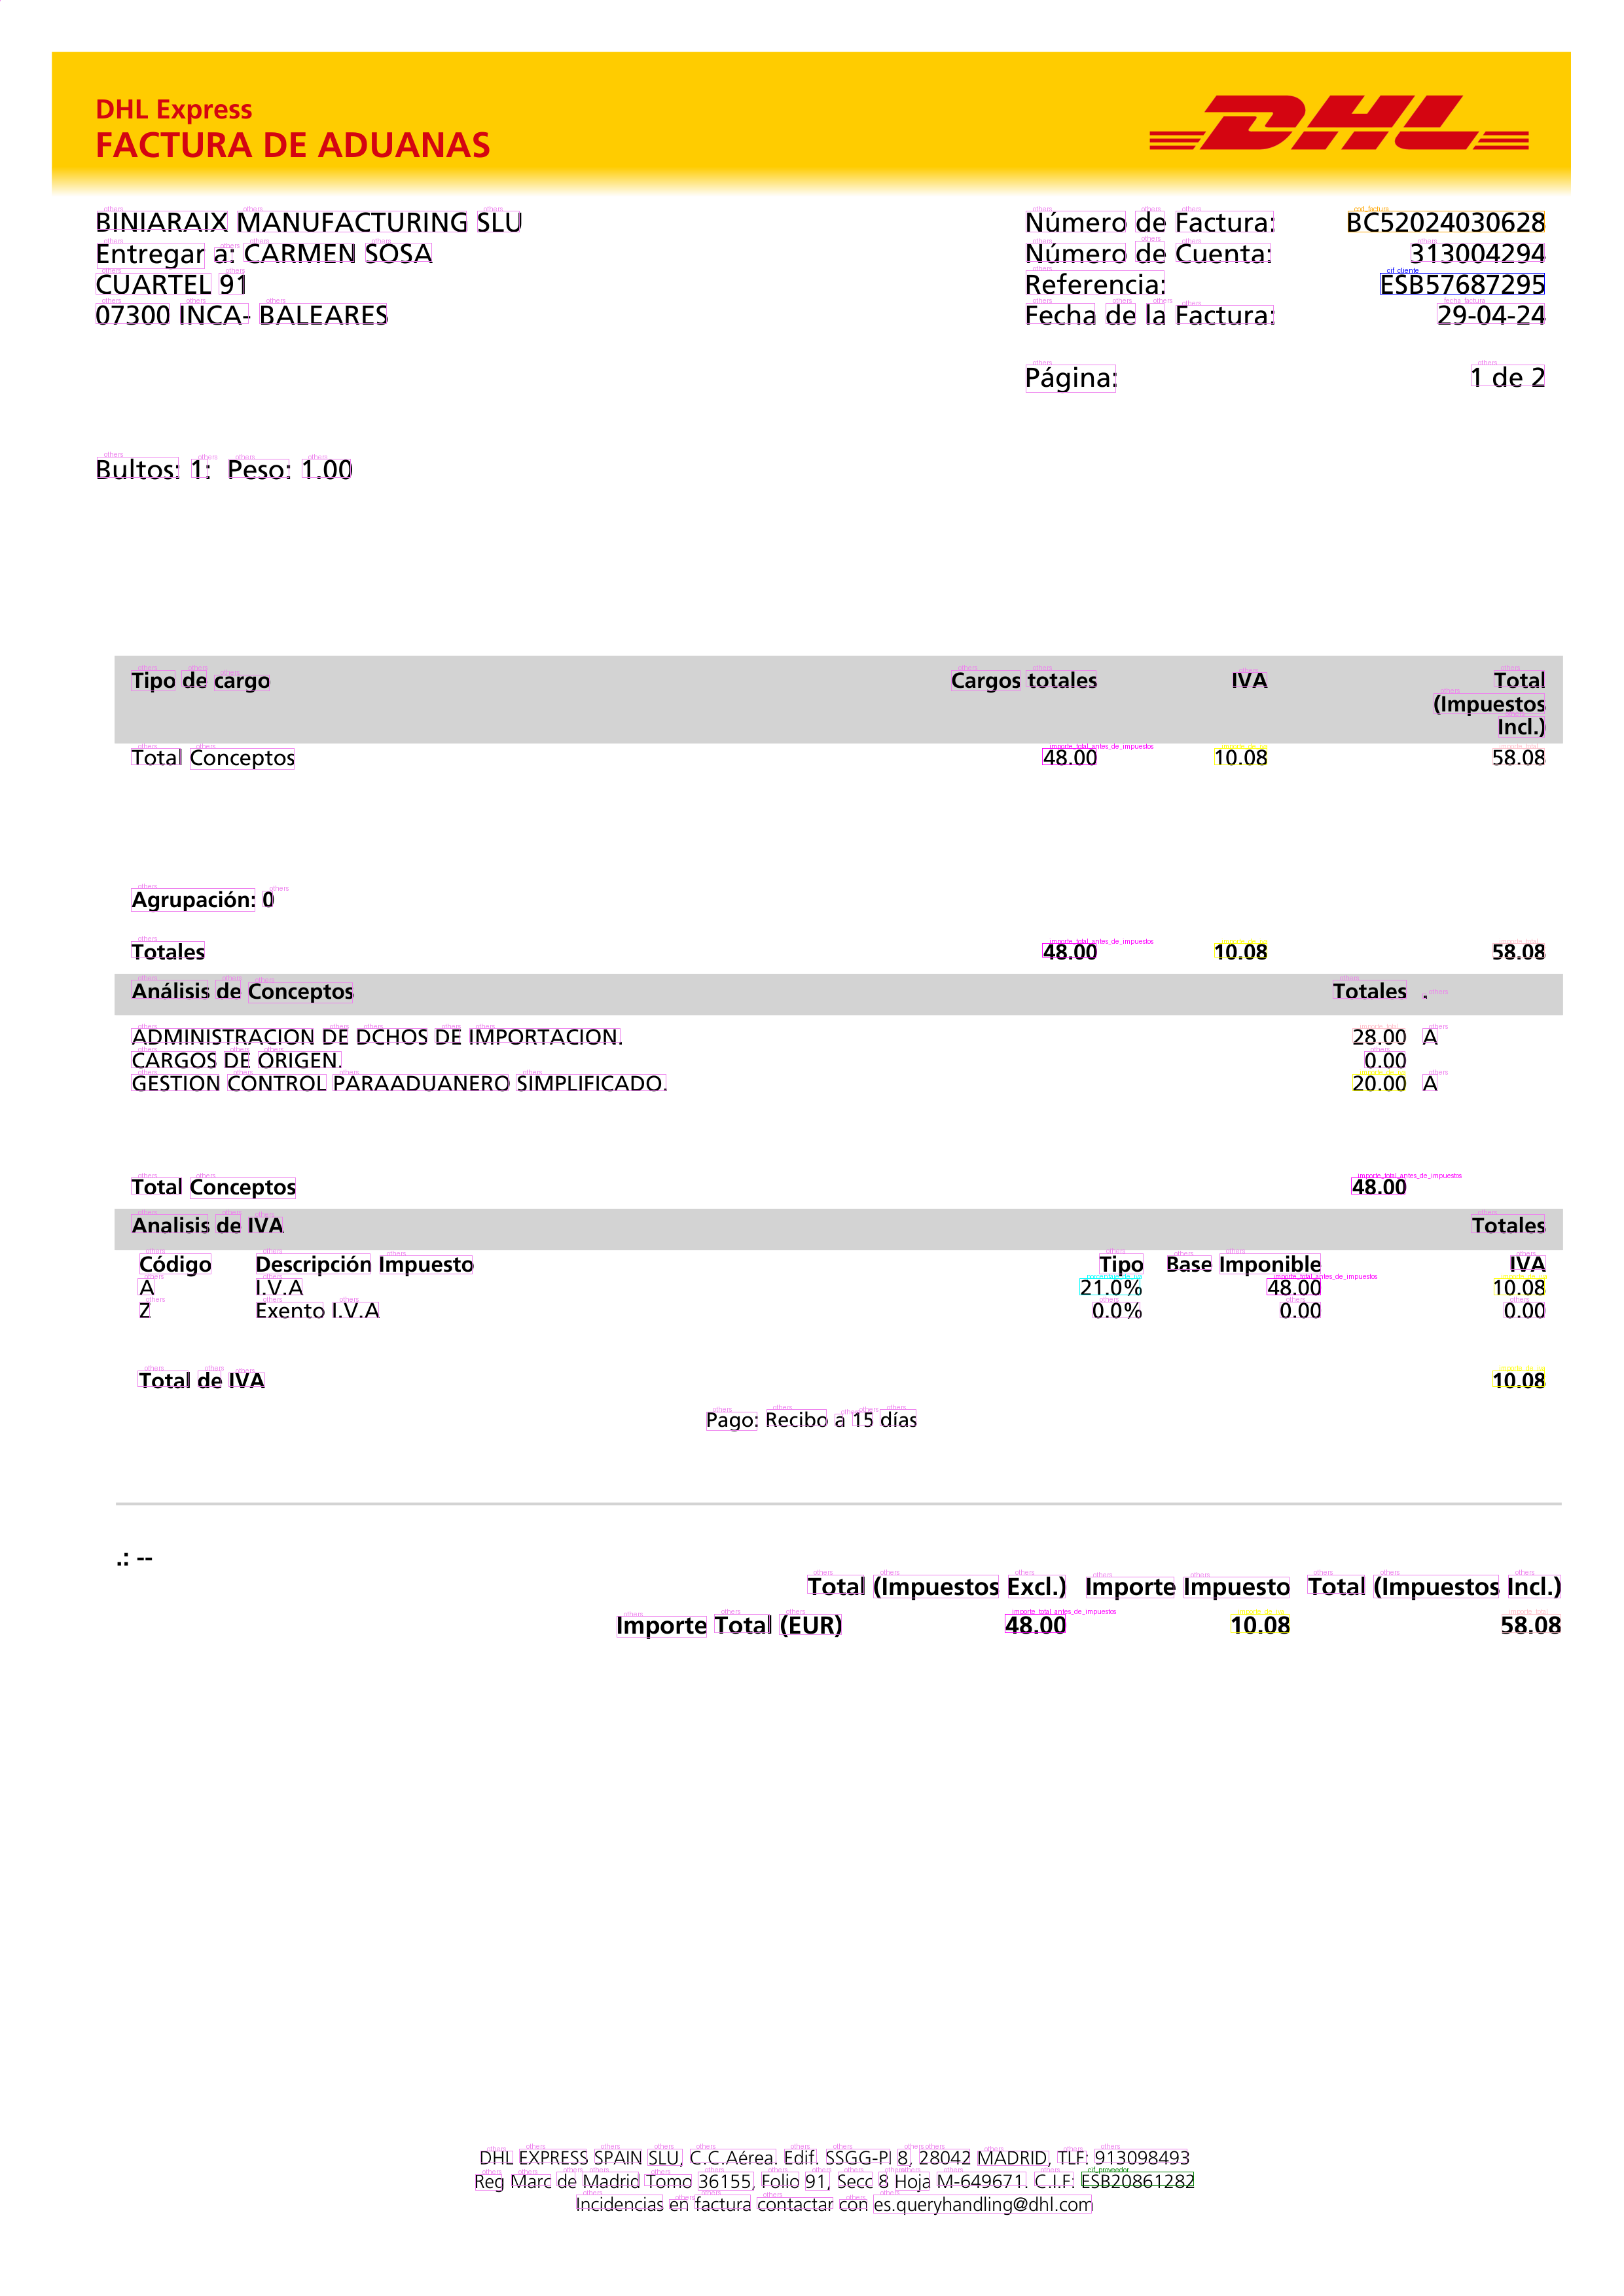 DHL Express
FACTURA DE ADUANAS
DHL
BINIARAIX MANUFACTURING SLU
Entregar a: CARMEN SOSA
CUARTEL 91
07300 INCA- BALEARES
Número de Factura: BC52024030628
Número de Cuenta: 313004294
Referencia: ESB57687295
Fecha de la Factura: 29-04-24
Página: 1 de 2
Bultos: 1: Peso: 1.00
Tipo de cargo Cargos totales IVA Total (Impuestos Incl.)
Total Conceptos 48.00 10.08 58.08
Agrupación: 0
Totales 48.00 10.08 58.08
Análisis de Conceptos Totales .
ADMINISTRACION DE DCHOS DE IMPORTACION. 28.00 A
CARGOS DE ORIGEN. 0.00
GESTION CONTROL PARAADUANERO SIMPLIFICADO. 20.00 A
Total Conceptos 48.00
Analisis de IVA Totales
Código Descripción Impuesto Tipo Base Imponible IVA
A I.V.A 21.0% 48.00 10.08
Z Exento I.V.A 0.0% 0.00 0.00
Total de IVA 10.08
Pago: Recibo a 15 días
.: --
Total (Impuestos Excl.) Importe Impuesto Total (Impuestos Incl.)
Importe Total (EUR) 48.00 10.08 58.08
DHL EXPRESS SPAIN SLU, C.C.Aérea. Edif. SSGG-Pl 8, 28042 MADRID, TLF: 913098493
Reg Marc de Madrid Tomo 36155, Folio 91, Secc 8 Hoja M-649671. C.I.F: ESB20861282
Incidencias en factura contactar con es.queryhandling@dhl.com